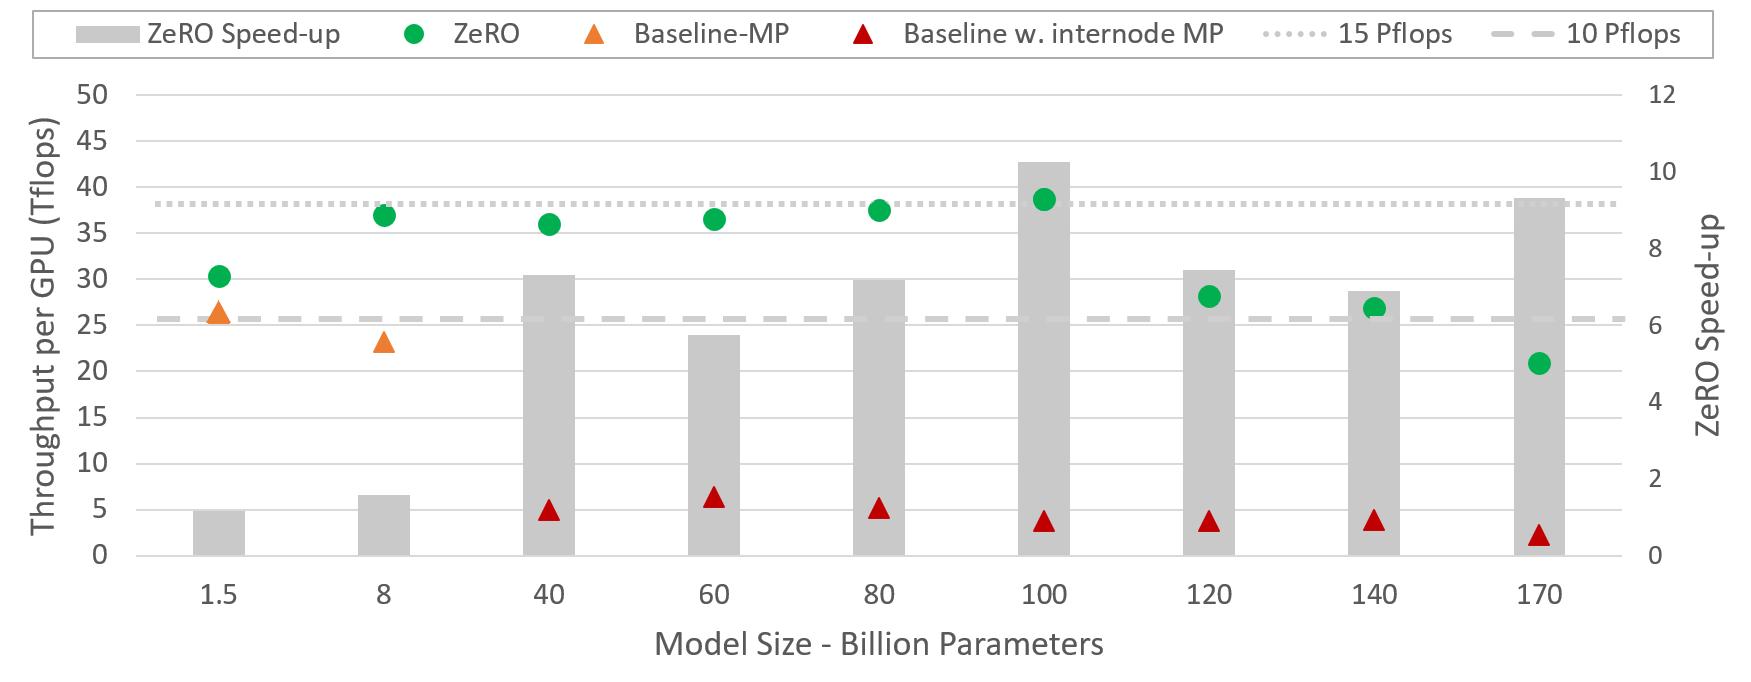 ZeRO Speed-up ZeRO Baseline-MP Baseline w. internode MP 15 Pflops 10 Pflops
50 12
45
40 10
35
30 8
25 6
20
15 4
10
5 2
0 0
Throughput per GPU (Tflops)
ZeRO Speed-up
1.5 8 40 60 80 100 120 140 170
Model Size - Billion Parameters